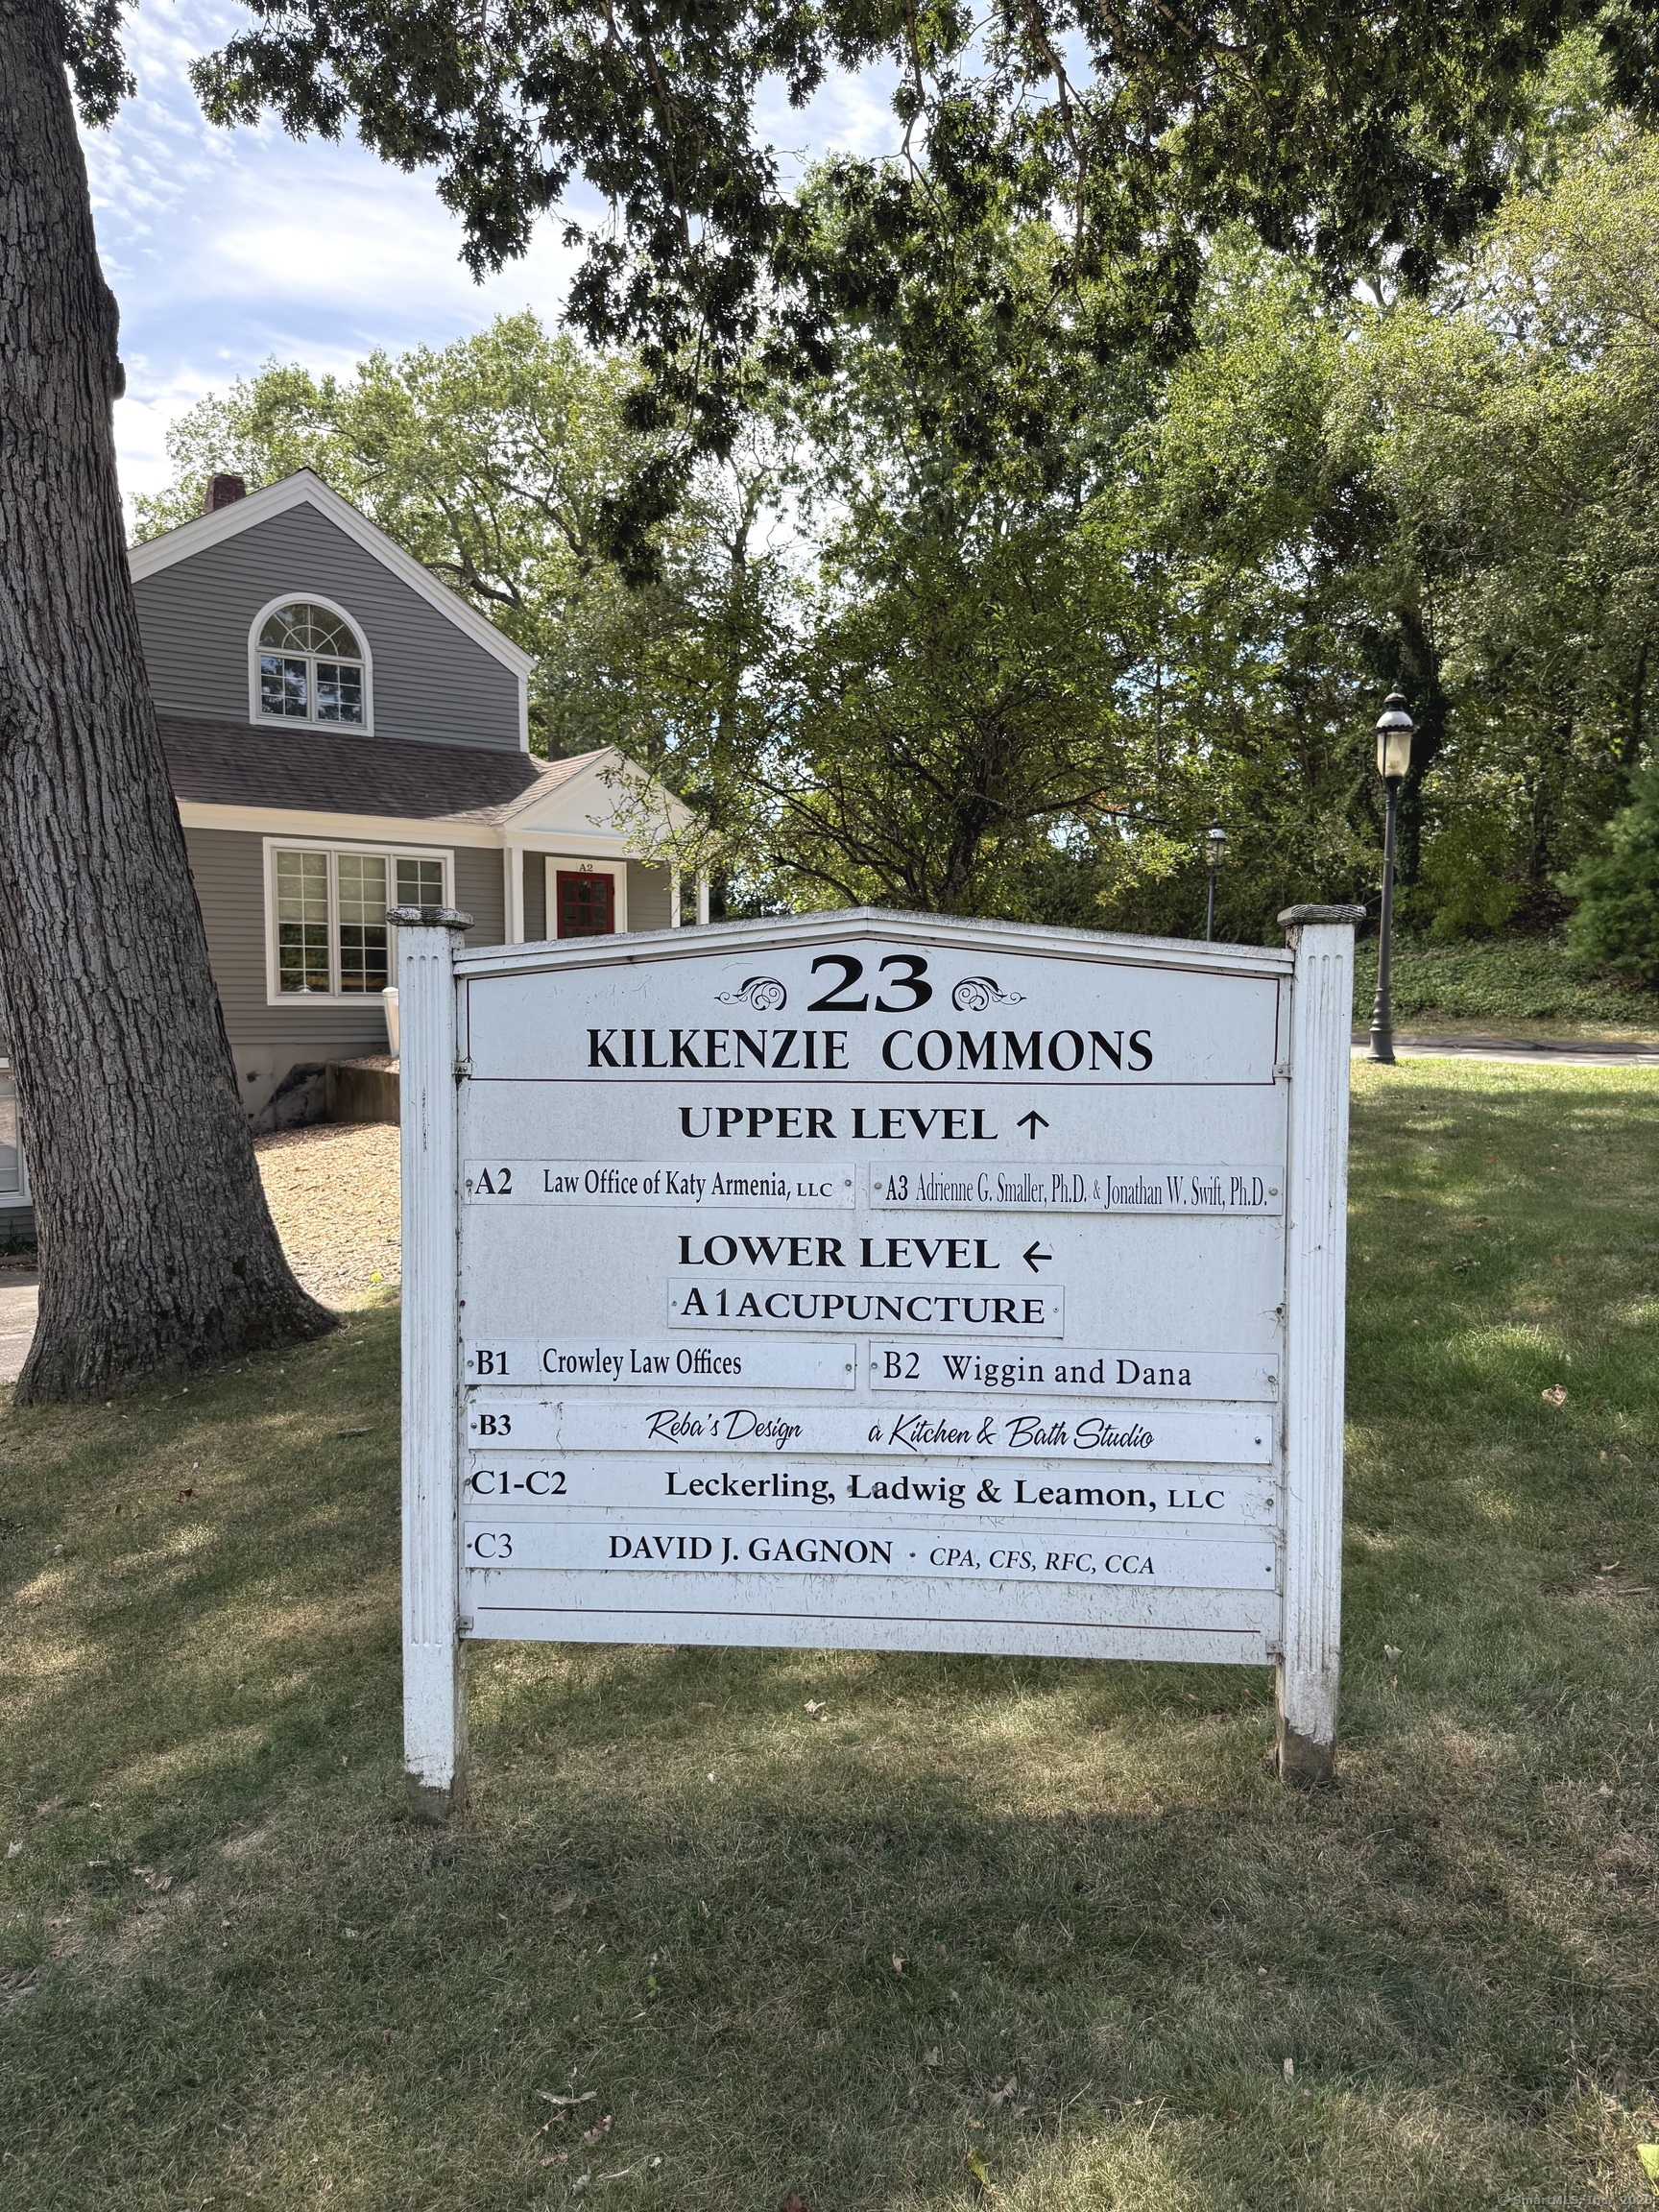 A2
23
KILKENZIE COMMONS
UPPER LEVEL ↑
A2 Law Office of Katy Armenia, LLC
A3 Adrienne G. Smaller, Ph.D. & Jonathan W. Swift, Ph.D.
LOWER LEVEL ←
A1 ACUPUNCTURE
B1 Crowley Law Offices
B2 Wiggin and Dana
B3 Reba's Design a Kitchen & Bath Studio
C1-C2 Leckerling, Ladwig & Leamon, LLC
C3 DAVID J. GAGNON · CPA, CFS, RFC, CCA